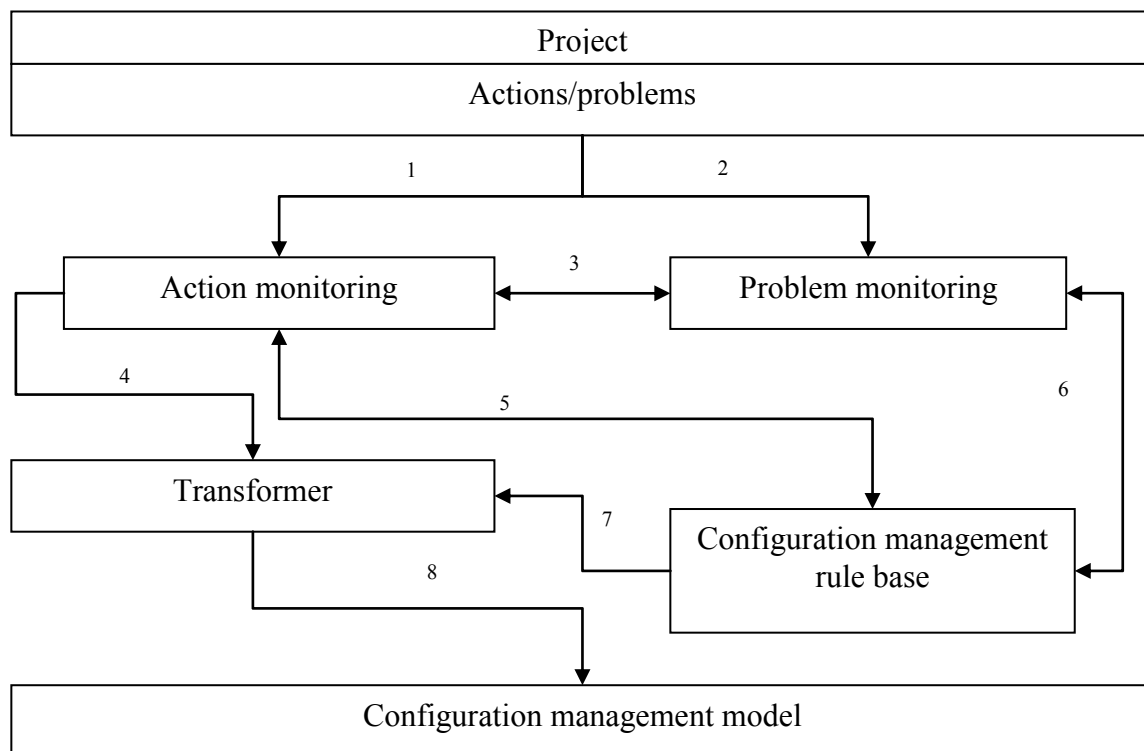 Project
Actions/problems
1
2
3
Action monitoring
Problem monitoring
4
5
6
Transformer
7
Configuration management
rule base
8
Configuration management model